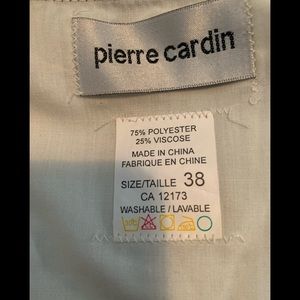 pierre cardin
75% POLYESTER
25% VISCOSE
MADE IN CHINA
FABRIQUE EN CHINE
SIZE/TAILLE 38
CA 12173
WASHABLE / LAVABLE